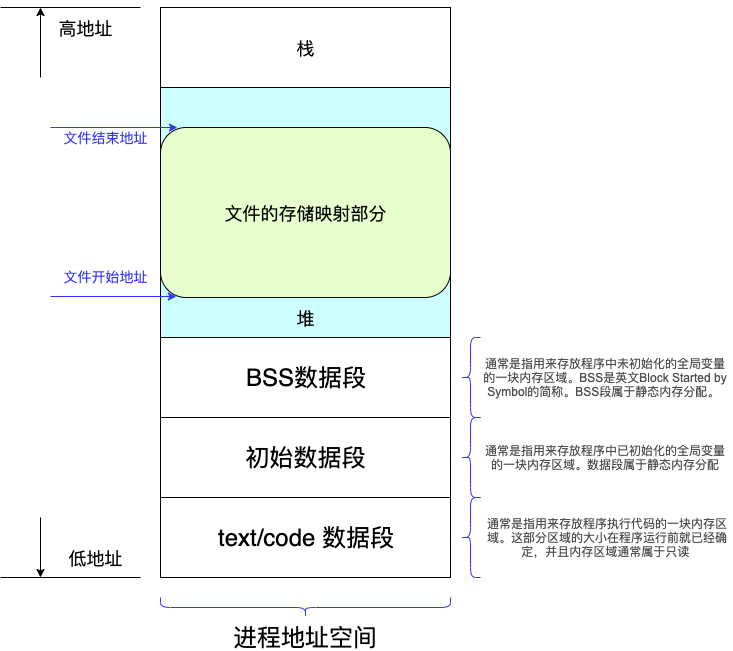 高地址
栈
文件结束地址
文件的存储映射部分
文件开始地址
堆
BSS数据段
通常是指用来存放程序中未初始化的全局变量
的一块内存区域。BSS是英文Block Started by
Symbol的简称。BSS段属于静态内存分配。
初始数据段
通常是指用来存放程序中已初始化的全局变量
的一块内存区域。数据段属于静态内存分配
text/code 数据段
通常是指用来存放程序执行代码的一块内存区
域。这部分区域的大小在程序运行前就已经确
定，并且内存区域通常属于只读
低地址
进程地址空间